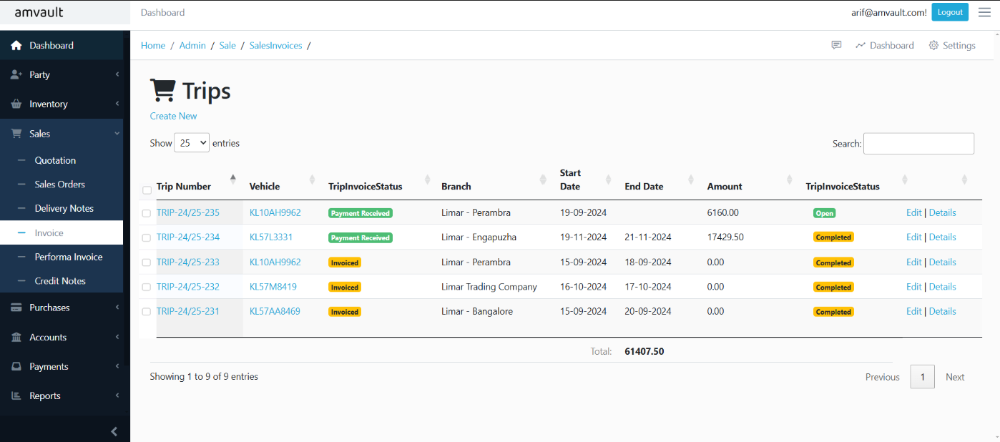 amvault
Dashboard
arif@amvault.com!
Logout
Dashboard
Party
Inventory
Sales
Quotation
Sales Orders
Delivery Notes
Invoice
Performa Invoice
Credit Notes
Purchases
Accounts
Payments
Reports
Home / Admin / Sale / SalesInvoices /
Dashboard
Settings
Trips
Create New
Show 25 entries
Search:
Trip Number Vehicle TripInvoiceStatus Branch Start Date End Date Amount TripInvoiceStatus
TRIP-24/25-235 KL10AH9962 Payment Received Limar - Perambra 19-09-2024 6160.00 Open Edit | Details
TRIP-24/25-234 KL57L3331 Payment Received Limar - Engapuzha 19-11-2024 21-11-2024 17429.50 Completed Edit | Details
TRIP-24/25-233 KL10AH9962 Invoiced Limar - Perambra 15-09-2024 18-09-2024 0.00 Completed Edit | Details
TRIP-24/25-232 KL57M8419 Invoiced Limar Trading Company 16-10-2024 17-10-2024 0.00 Completed Edit | Details
TRIP-24/25-231 KL57AA8469 Invoiced Limar - Bangalore 15-09-2024 20-09-2024 0.00 Completed Edit | Details
Total: 61407.50
Showing 1 to 9 of 9 entries
Previous 1 Next